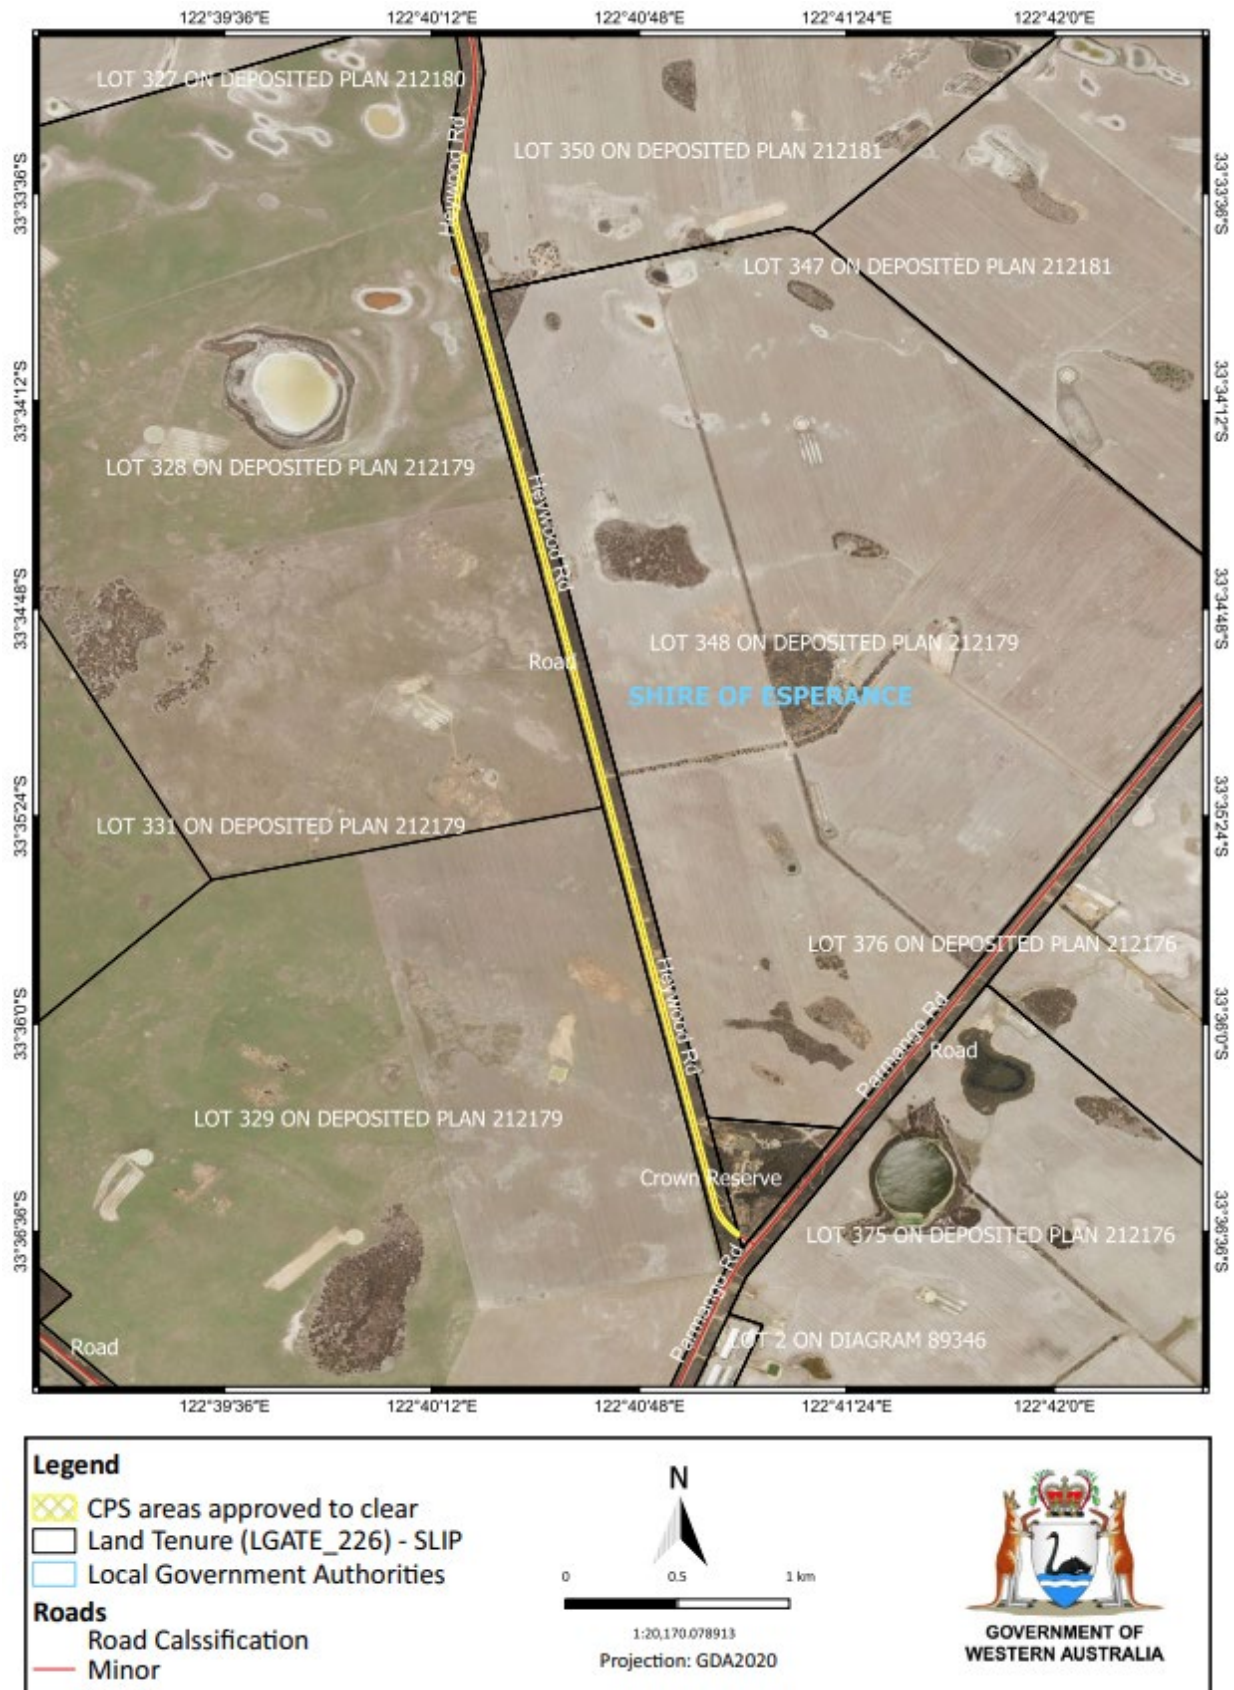 122°39'36"E 122°40'12"E 122°40'48"E 122°41'24"E 122°42'0"E
LOT 327 ON DEPOSITED PLAN 212180
Heywood Rd
LOT 350 ON DEPOSITED PLAN 212181
33°33'36"S
33°33'36"S
LOT 347 ON DEPOSITED PLAN 212181
33°34'12"S
33°34'12"S
LOT 328 ON DEPOSITED PLAN 212179
Heywood Rd
33°34'48"S
33°34'48"S
LOT 348 ON DEPOSITED PLAN 212179
Road
SHIRE OF ESPERANCE
33°35'24"S
33°35'24"S
LOT 331 ON DEPOSITED PLAN 212179
LOT 376 ON DEPOSITED PLAN 212176
Heywood Rd
33°36'0"S
33°36'0"S
Parmango Rd
Road
LOT 329 ON DEPOSITED PLAN 212179
Crown Reserve
33°36'36"S
33°36'36"S
LOT 375 ON DEPOSITED PLAN 212176
Parmango Rd
LOT 2 ON DIAGRAM 89346
Road
122°39'36"E 122°40'12"E 122°40'48"E 122°41'24"E 122°42'0"E
Legend
CPS areas approved to clear
Land Tenure (LGATE_226) - SLIP
Local Government Authorities
Roads
Road Calssification
Minor
N
0 0.5 1 km
1:20,170.078913
Projection: GDA2020
GOVERNMENT OF
WESTERN AUSTRALIA